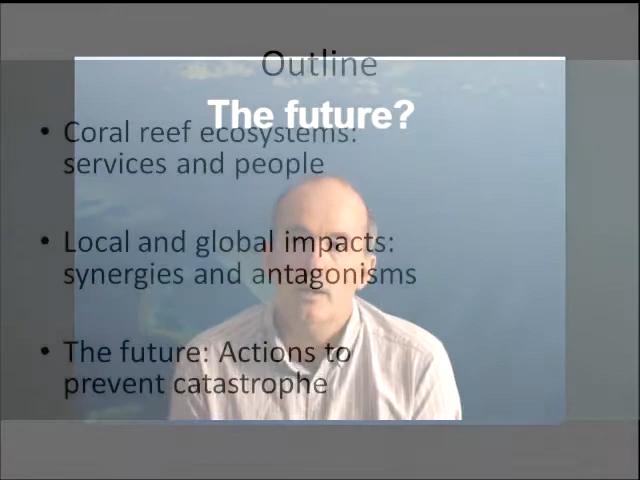 Outline
The future?
• Coral reef ecosystems:
services and people
• Local and global impacts:
synergies and antagonisms
• The future: Actions to
prevent catastrophe